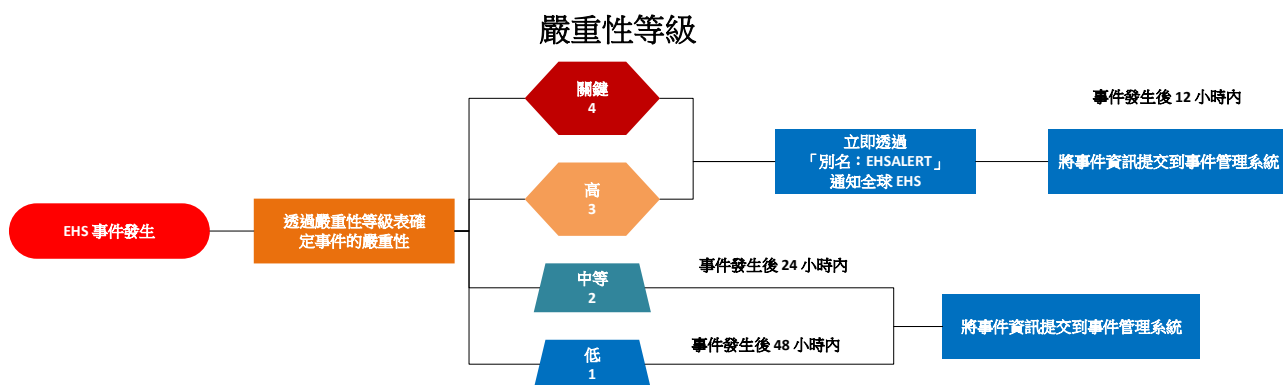 嚴重性等級
關鍵
4
事件發生後 12 小時內
立即透過
「別名：EHSALERT」
通知全球 EHS
將事件資訊提交到事件管理系統
高
3
EHS 事件發生
透過嚴重性等級表確
定事件的嚴重性
中等
2
事件發生後 24 小時內
將事件資訊提交到事件管理系統
低
1
事件發生後 48 小時內